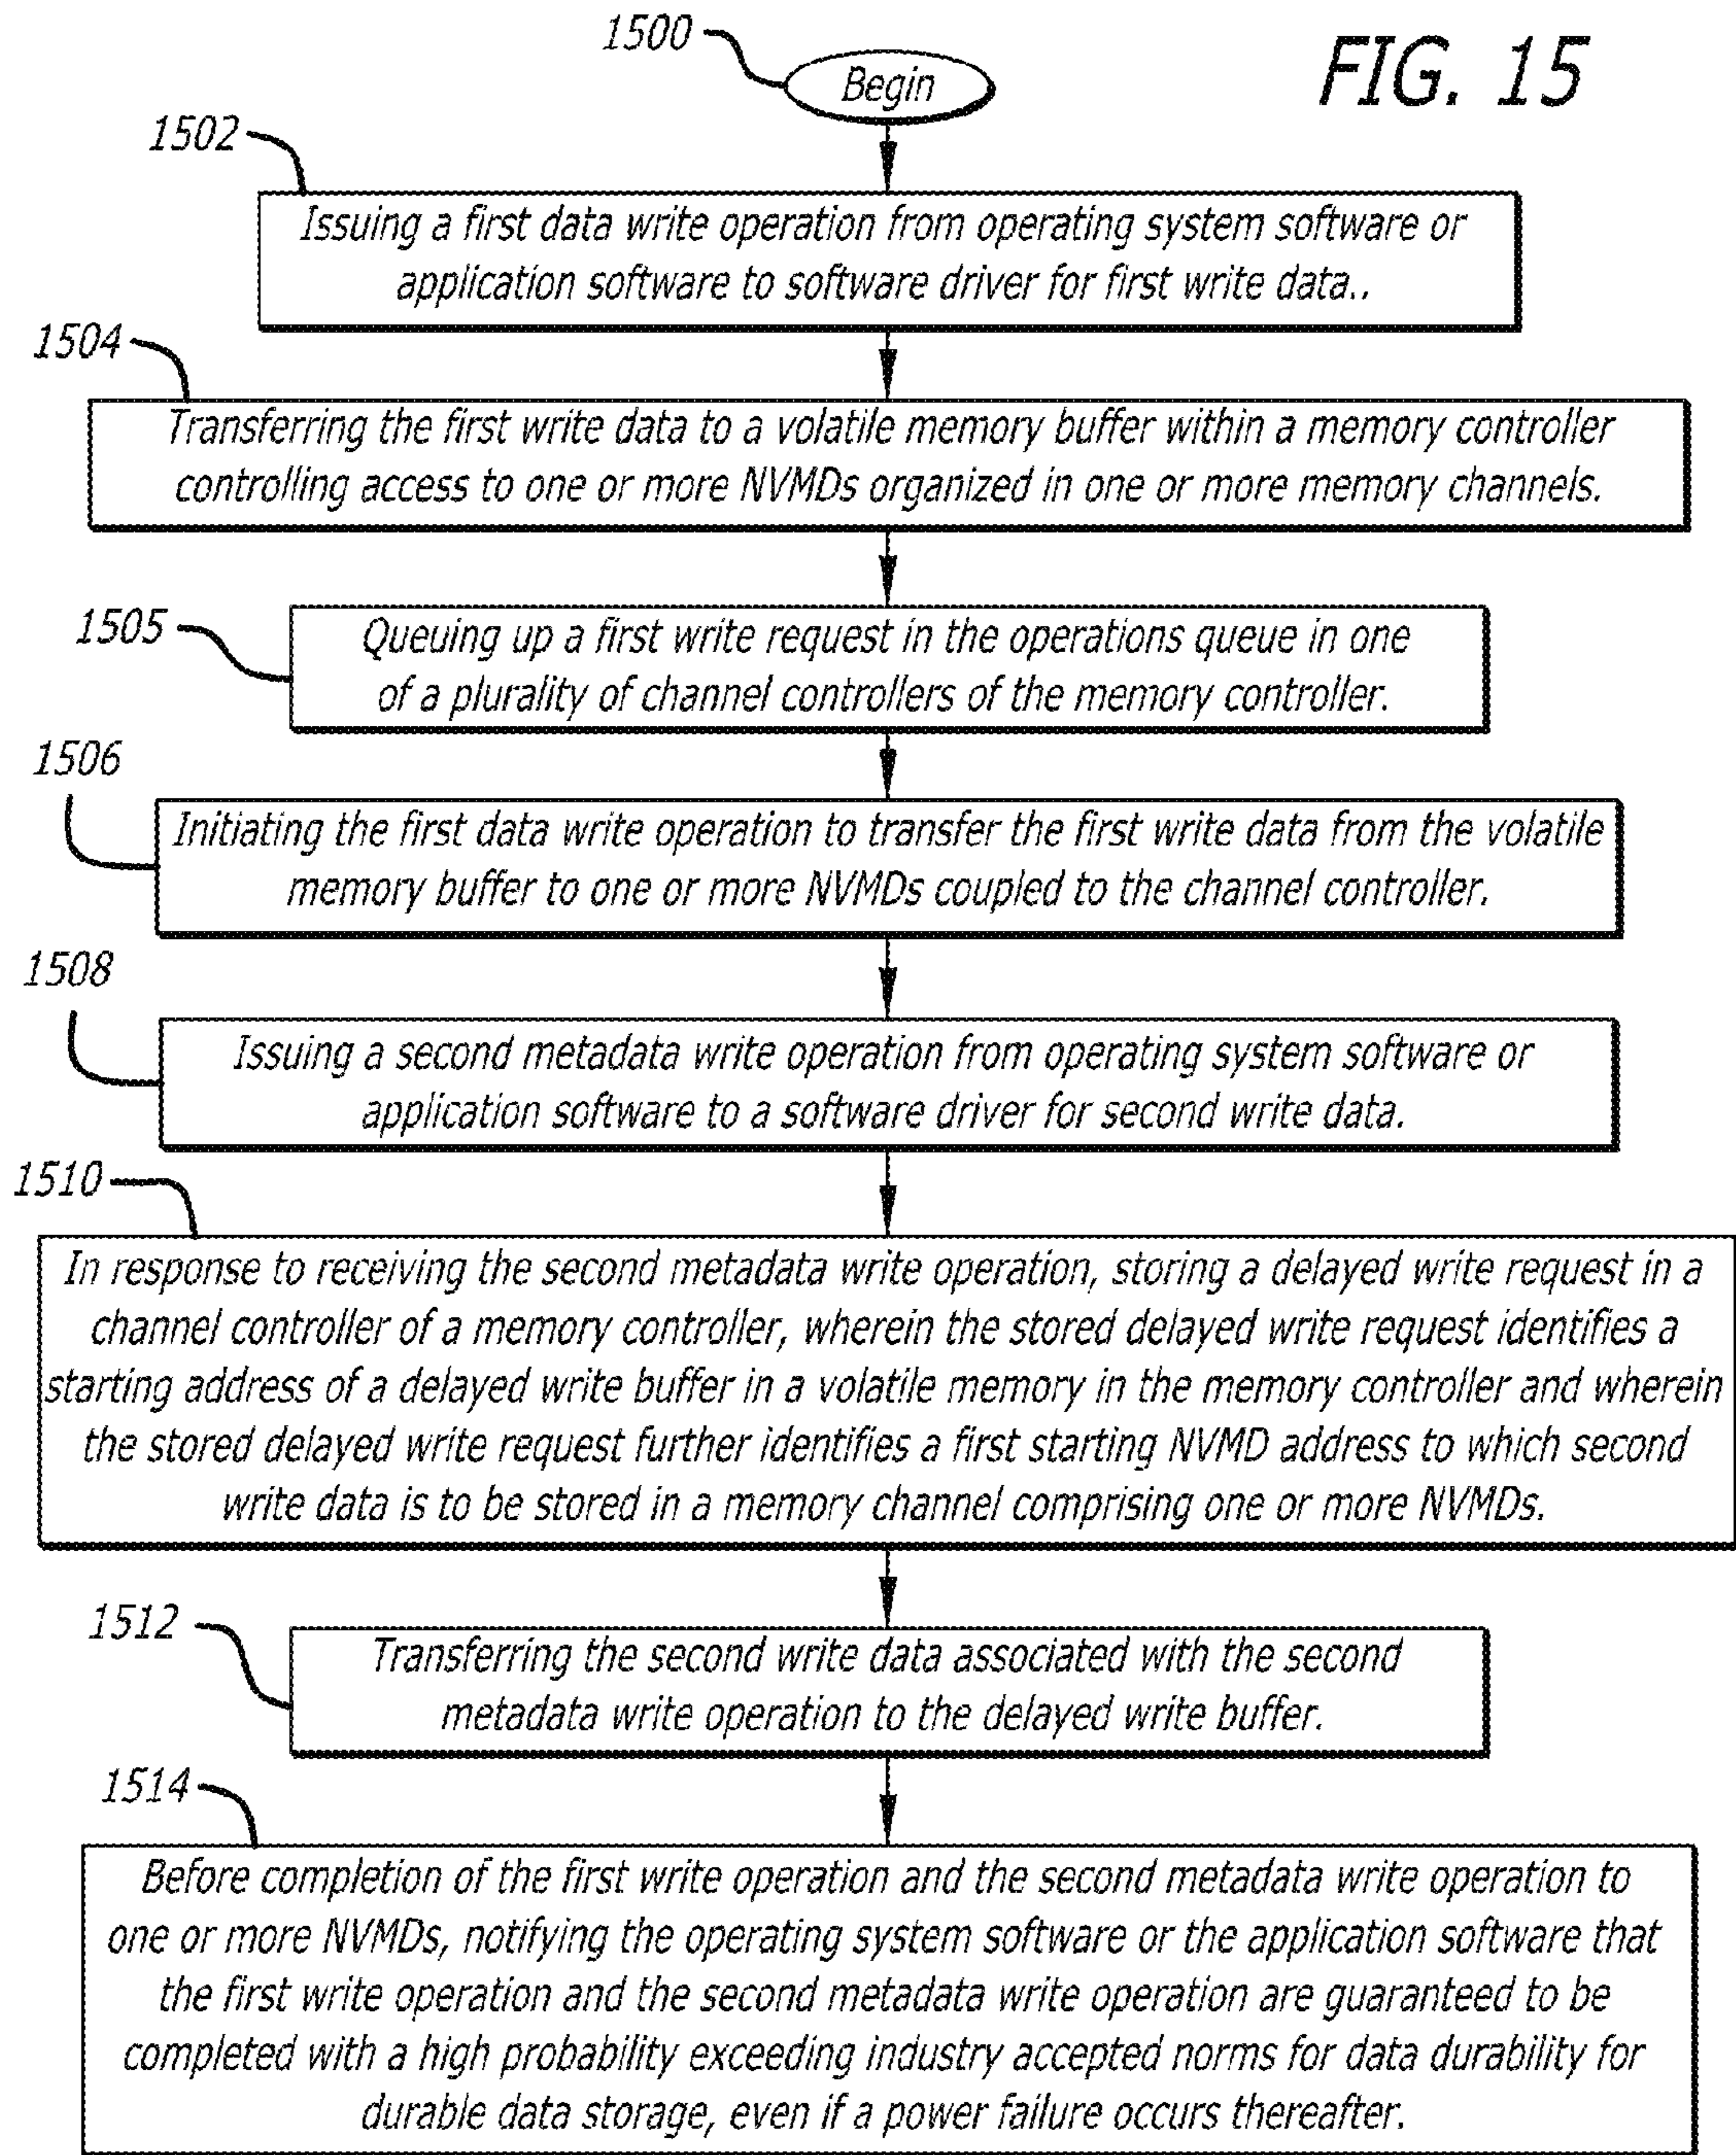 1500
Begin
FIG. 15
1502
Issuing a first data write operation from operating system software or
application software to software driver for first write data..
1504
Transferring the first write data to a volatile memory buffer within a memory controller
controlling access to one or more NVMDs organized in one or more memory channels.
1505
Queuing up a first write request in the operations queue in one
of a plurality of channel controllers of the memory controller.
1506
Initiating the first data write operation to transfer the first write data from the volatile
memory buffer to one or more NVMDs coupled to the channel controller.
1508
Issuing a second metadata write operation from operating system software or
application software to a software driver for second write data.
1510
In response to receiving the second metadata write operation, storing a delayed write request in a
channel controller of a memory controller, wherein the stored delayed write request identifies a
starting address of a delayed write buffer in a volatile memory in the memory controller and wherein
the stored delayed write request further identifies a first starting NVMD address to which second
write data is to be stored in a memory channel comprising one or more NVMDs.
1512
Transferring the second write data associated with the second
metadata write operation to the delayed write buffer.
1514
Before completion of the first write operation and the second metadata write operation to
one or more NVMDs, notifying the operating system software or the application software that
the first write operation and the second metadata write operation are guaranteed to be
completed with a high probability exceeding industry accepted norms for data durability for
durable data storage, even if a power failure occurs thereafter.